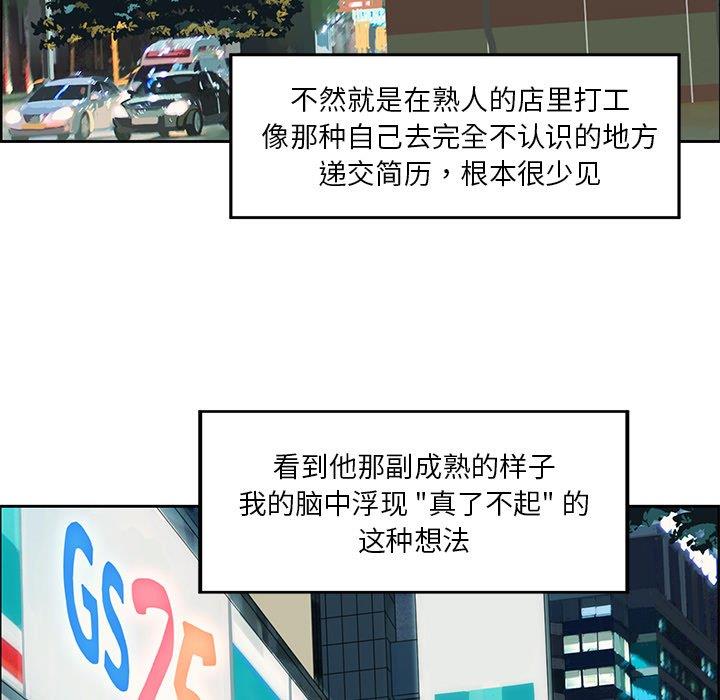 不然就是在熟人的店里打工
像那种自己去完全不认识的地方
递交简历，根本很少见
看到他那副成熟的样子
我的脑中浮现 "真了不起" 的
这种想法
GS25